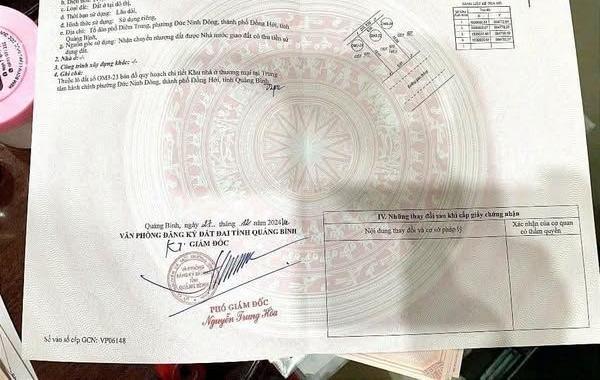 c. Loại đất: Đất ở tại đô thị,
d. Thời hạn sử dụng: Lâu dài.
đ. Hình thức sử dụng: Sử dụng riêng.
e. Địa chỉ: Tổ dân phố Diêm Trung, phường Đức Ninh Đông, thành phố Đồng Hới, tỉnh
Quảng Bình.
g. Nguồn gốc sử dụng: Nhận chuyển nhượng đất được Nhà nước giao đất có thu tiền sử
dụng đất.
2. Nhà ở: -/-
3. Công trình xây dựng khác: -/-
4. Ghi chú:
Thuộc lô đất số OM3-23 bản đồ quy hoạch chi tiết Khu nhà ở thương mại tại Trung
tâm hành chính phường Đức Ninh Đông, thành phố Đồng Hới, tỉnh Quảng Bình.
Quảng Bình, ngày 27 tháng 12 năm 2024
VĂN PHÒNG ĐĂNG KÝ ĐẤT ĐAI TỈNH QUẢNG BÌNH
KT. GIÁM ĐỐC
PHÓ GIÁM ĐỐC
Nguyễn Trung Hòa
Số vào sổ cấp GCN: VP06148
IV. Những thay đổi sau khi cấp giấy chứng nhận
Nội dung thay đổi và cơ sở pháp lý
Xác nhận của cơ quan
có thẩm quyền